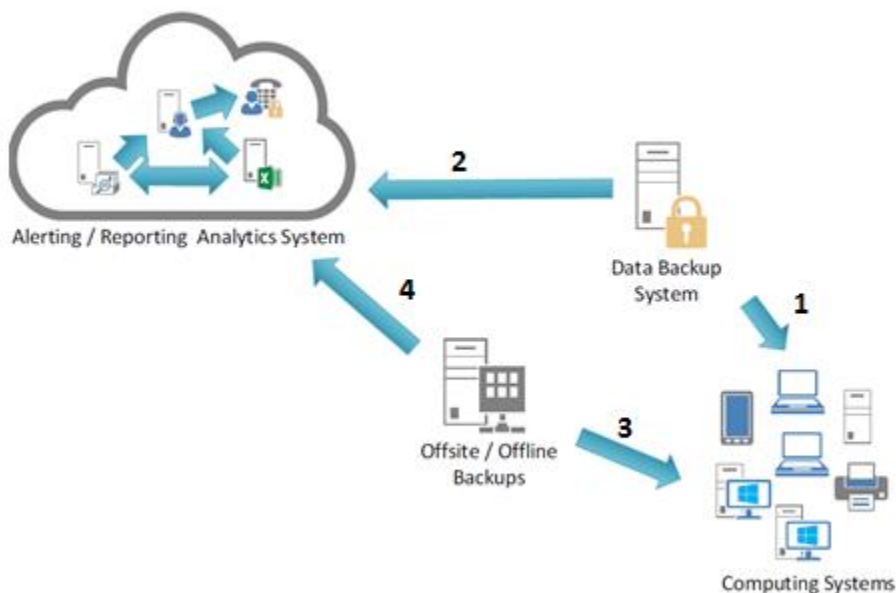 2
Alerting / Reporting Analytics System
Data Backup
System
1
4
3
Offsite / Offline
Backups
Computing Systems